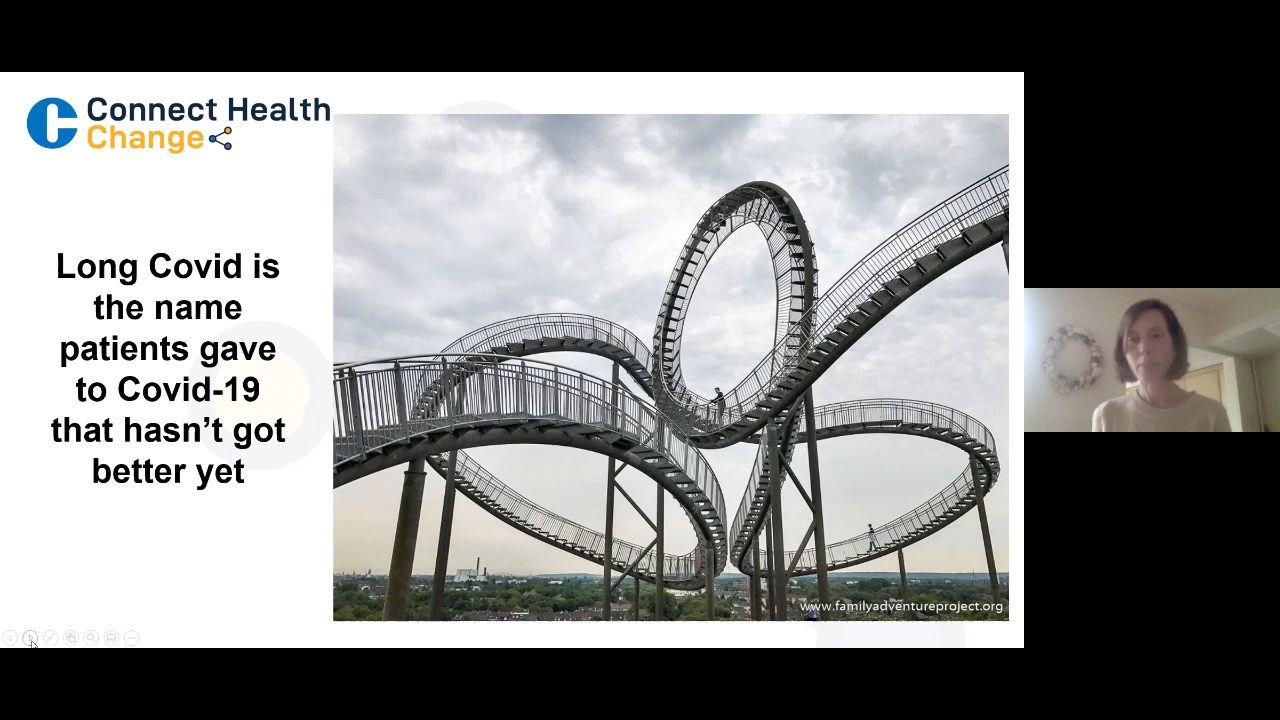 Connect Health
Change
Long Covid is
the name
patients gave
to Covid-19
that hasn’t got
better yet
www.familyadventureproject.org